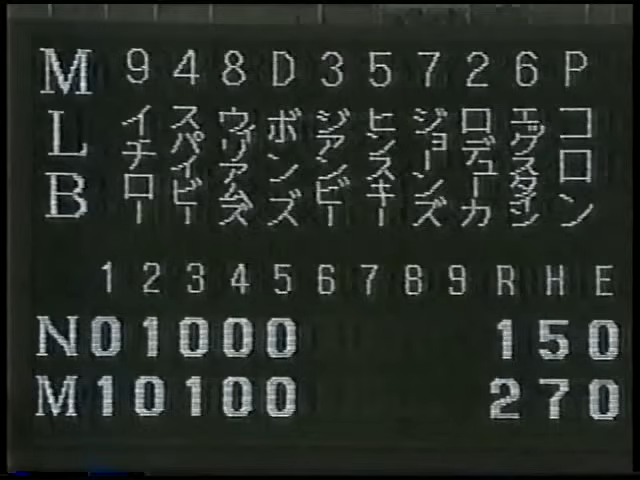 MLB
9 4 8 D 3 5 7 2 6 P
イチロー
スパイビー
ウィリアムズ
ボンズ
ジアンビー
ヒンスキー
ジョーンズ
ロデューカ
エクスタイン
コロン
1 2 3 4 5 6 7 8 9 R H E
N 0 1 0 0 0 1 5 0
M 1 0 1 0 0 2 7 0